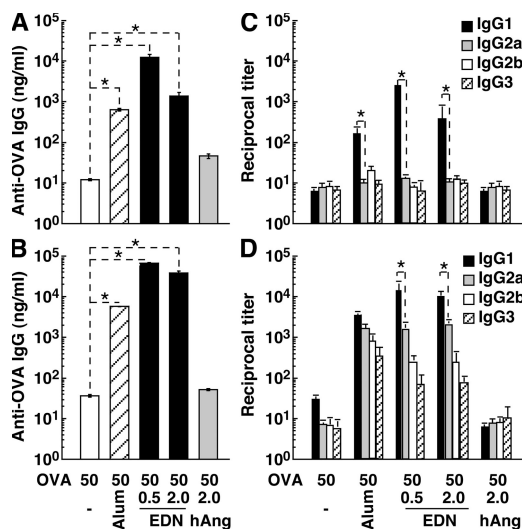 A
Anti-OVA IgG (ng/ml)
10⁵
10⁴
10³
10²
10¹
10⁰
*
*
*
C
Reciprocal titer
10⁵
10⁴
10³
10²
10¹
10⁰
IgG1
IgG2a
IgG2b
IgG3
*
*
*
B
Anti-OVA IgG (ng/ml)
10⁵
10⁴
10³
10²
10¹
10⁰
*
*
*
D
Reciprocal titer
10⁵
10⁴
10³
10²
10¹
10⁰
IgG1
IgG2a
IgG2b
IgG3
*
*
OVA 50 50 50 50 50
- Alum 0.5 2.0 2.0
EDN hAng
50 50 50 50 50
- Alum 0.5 2.0 2.0
EDN hAng